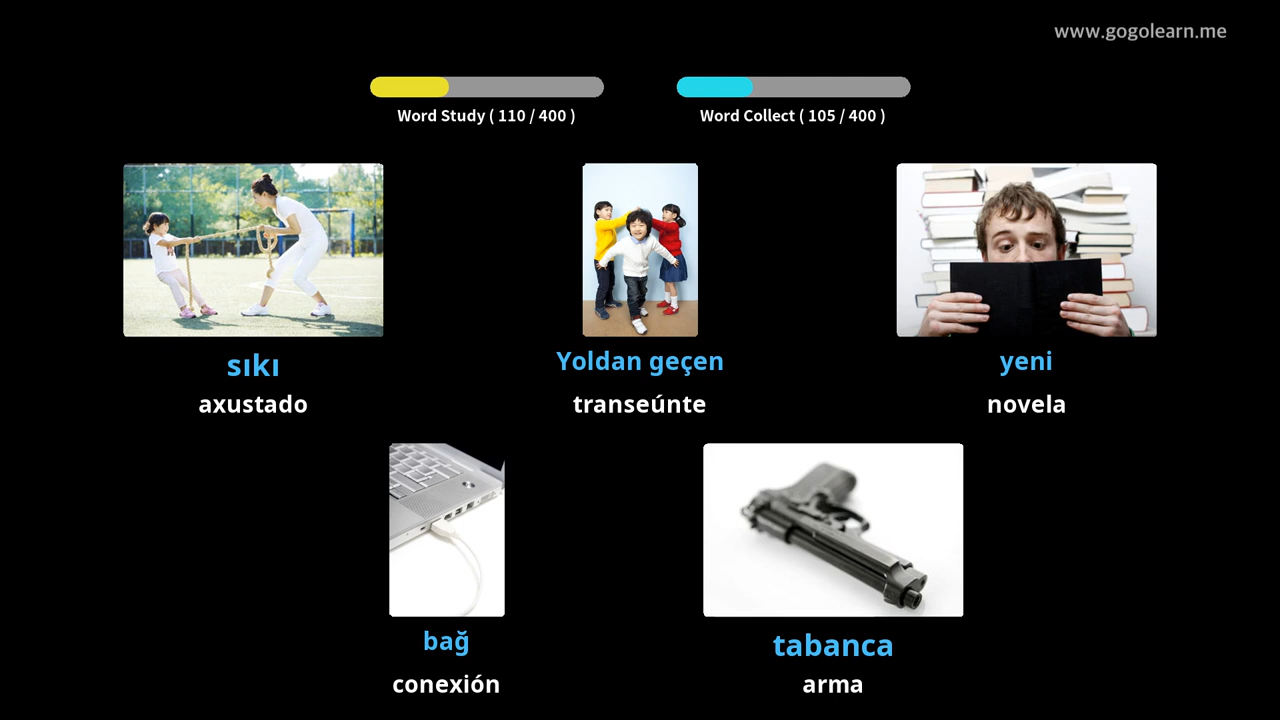 www.gogolearn.me
Word Study ( 110 / 400 )
Word Collect ( 105 / 400 )
sıkı
axustado
Yoldan geçen
transeúnte
yeni
novela
bağ
conexión
tabanca
arma